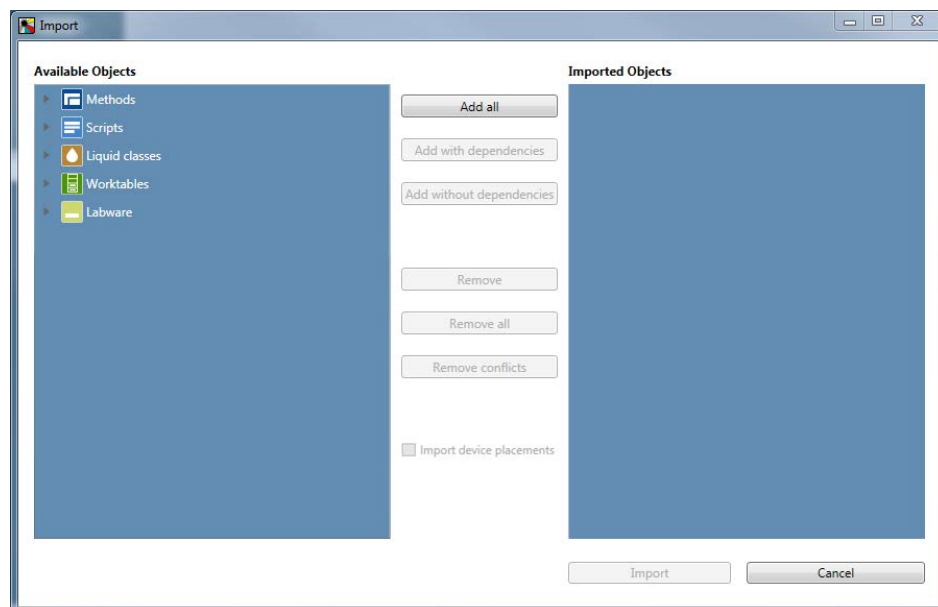 Import
Available Objects
Methods
Scripts
Liquid classes
Worktables
Labware
Add all
Add with dependencies
Add without dependencies
Remove
Remove all
Remove conflicts
Import device placements
Imported Objects
Import
Cancel